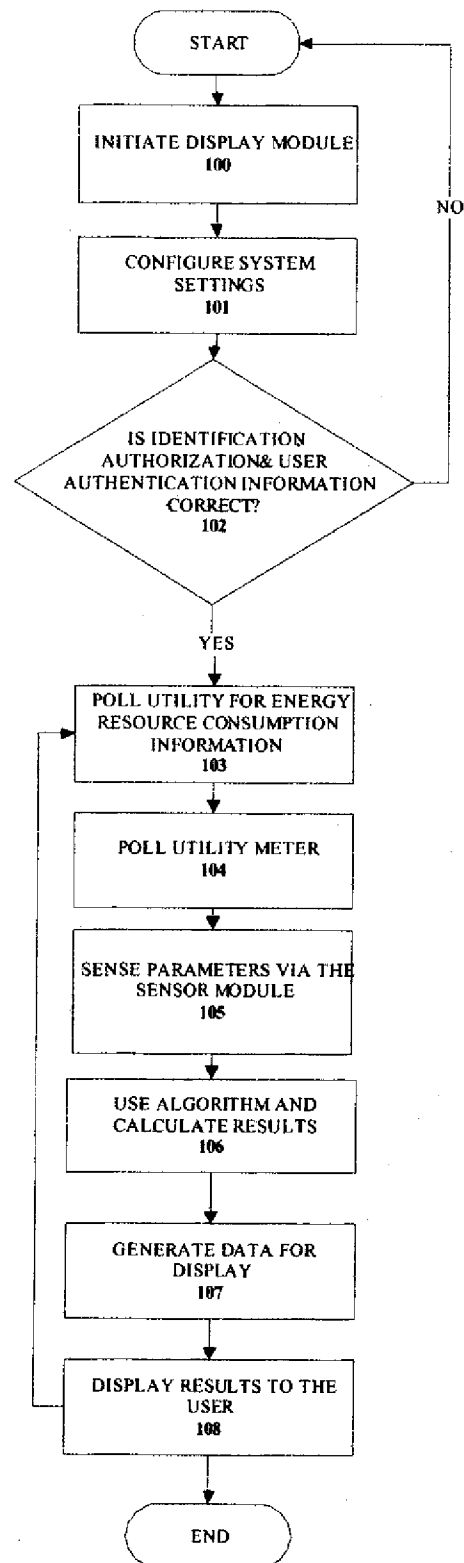 START
INITIATE DISPLAY MODULE
100
NO
CONFIGURE SYSTEM
SETTINGS
101
IS IDENTIFICATION
AUTHORIZATION& USER
AUTHENTICATION INFORMATION
CORRECT?
102
YES
POLL UTILITY FOR ENERGY
RESOURCE CONSUMPTION
INFORMATION
103
POLL UTILITY METER
104
SENSE PARAMETERS VIA THE
SENSOR MODULE
105
USE ALGORITHM AND
CALCULATE RESULTS
106
GENERATE DATA FOR
DISPLAY
107
DISPLAY RESULTS TO THE
USER
108
END